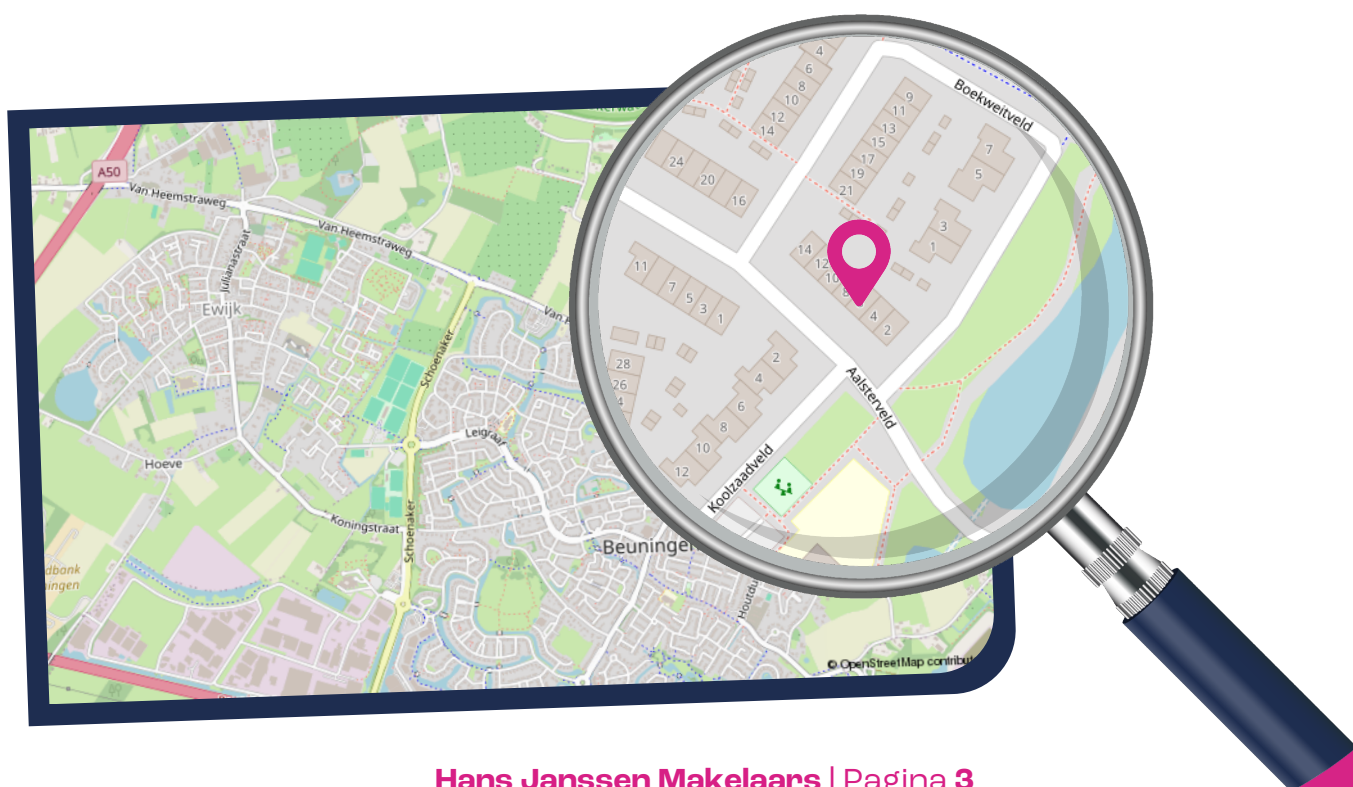 A50
Van Heemstraweg
Van Heemstraweg
Julianastraat
Ewijk
Schoenaker
Leigraaf
Hoeve
Koningstraat
Schoenaker
Beuningen
© OpenStreetMap contribut
4
6
8
10
12
14
24
20
16
9
11
13
15
17
19
21
Boekweitveld
7
5
3
1
14
12
10
8
4
2
11
7
5
3
1
28
26
4
2
4
6
8
10
12
Aalsterveld
Koolzaadveld
Hans Janssen Makelaars | Pagina 3